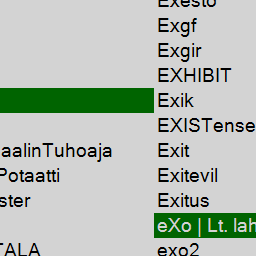 Exesto
Exgf
Exgir
EXHIBIT
Exik
EXISTense
aalinTuhoaja
Exit
Potaatti
Exitevil
ster
Exitus
eXo | Lt. lah
TALA
exo2